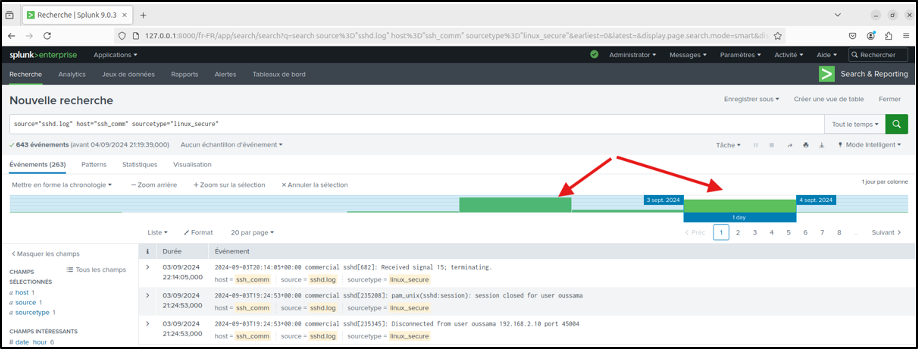 Recherche | Splunk 9.0.3
127.0.0.1:8000/fr-FR/app/search/search?q=search source%3D"sshd.log" host%3D"ssh_comm" sourcetype%3D"linux_secure"&earliest=0&latest=&display.page.search.mode=smart&dis
splunk>enterprise Applications Administrator Messages Paramètres Activité Aide Rechercher
Recherche Analytics Jeux de données Rapports Alertes Tableaux de bord Search & Reporting
Nouvelle recherche Enregistrer sous Créer une vue de table Fermer
source="sshd.log" host="ssh_comm" sourcetype="linux_secure" Tout le temps
643 événements (avant 04/09/2024 21:19:39,000) Aucun échantillon d'événement Tâche Mode Intelligent
Événements (263) Patterns Statistiques Visualisation
Mettre en forme la chronologie — Zoom arrière + Zoom sur la sélection × Annuler la sélection 1 jour par colonne
3 sept. 2024 4 sept. 2024
1 day
Liste Format 20 par page < Préc 1 2 3 4 5 6 7 8 ... Suivant >
< Masquer les champs i Durée Événement
Tous les champs
CHAMPS
SÉLECTIONNÉS
a host 1
a source 1
a sourcetype 1
CHAMPS INTÉRESSANTS
# date_hour 6
> 03/09/2024 2024-09-03T20:14:05+00:00 commercial sshd[682]: Received signal 15; terminating.
22:14:05,000 host = ssh_comm source = sshd.log sourcetype = linux_secure
> 03/09/2024 2024-09-03T19:24:53+00:00 commercial sshd[235208]: pam_unix(sshd:session): session closed for user oussama
21:24:53,000 host = ssh_comm source = sshd.log sourcetype = linux_secure
> 03/09/2024 2024-09-03T19:24:53+00:00 commercial sshd[235345]: Disconnected from user oussama 192.168.2.10 port 45004
21:24:53,000 host = ssh_comm source = sshd.log sourcetype = linux_secure